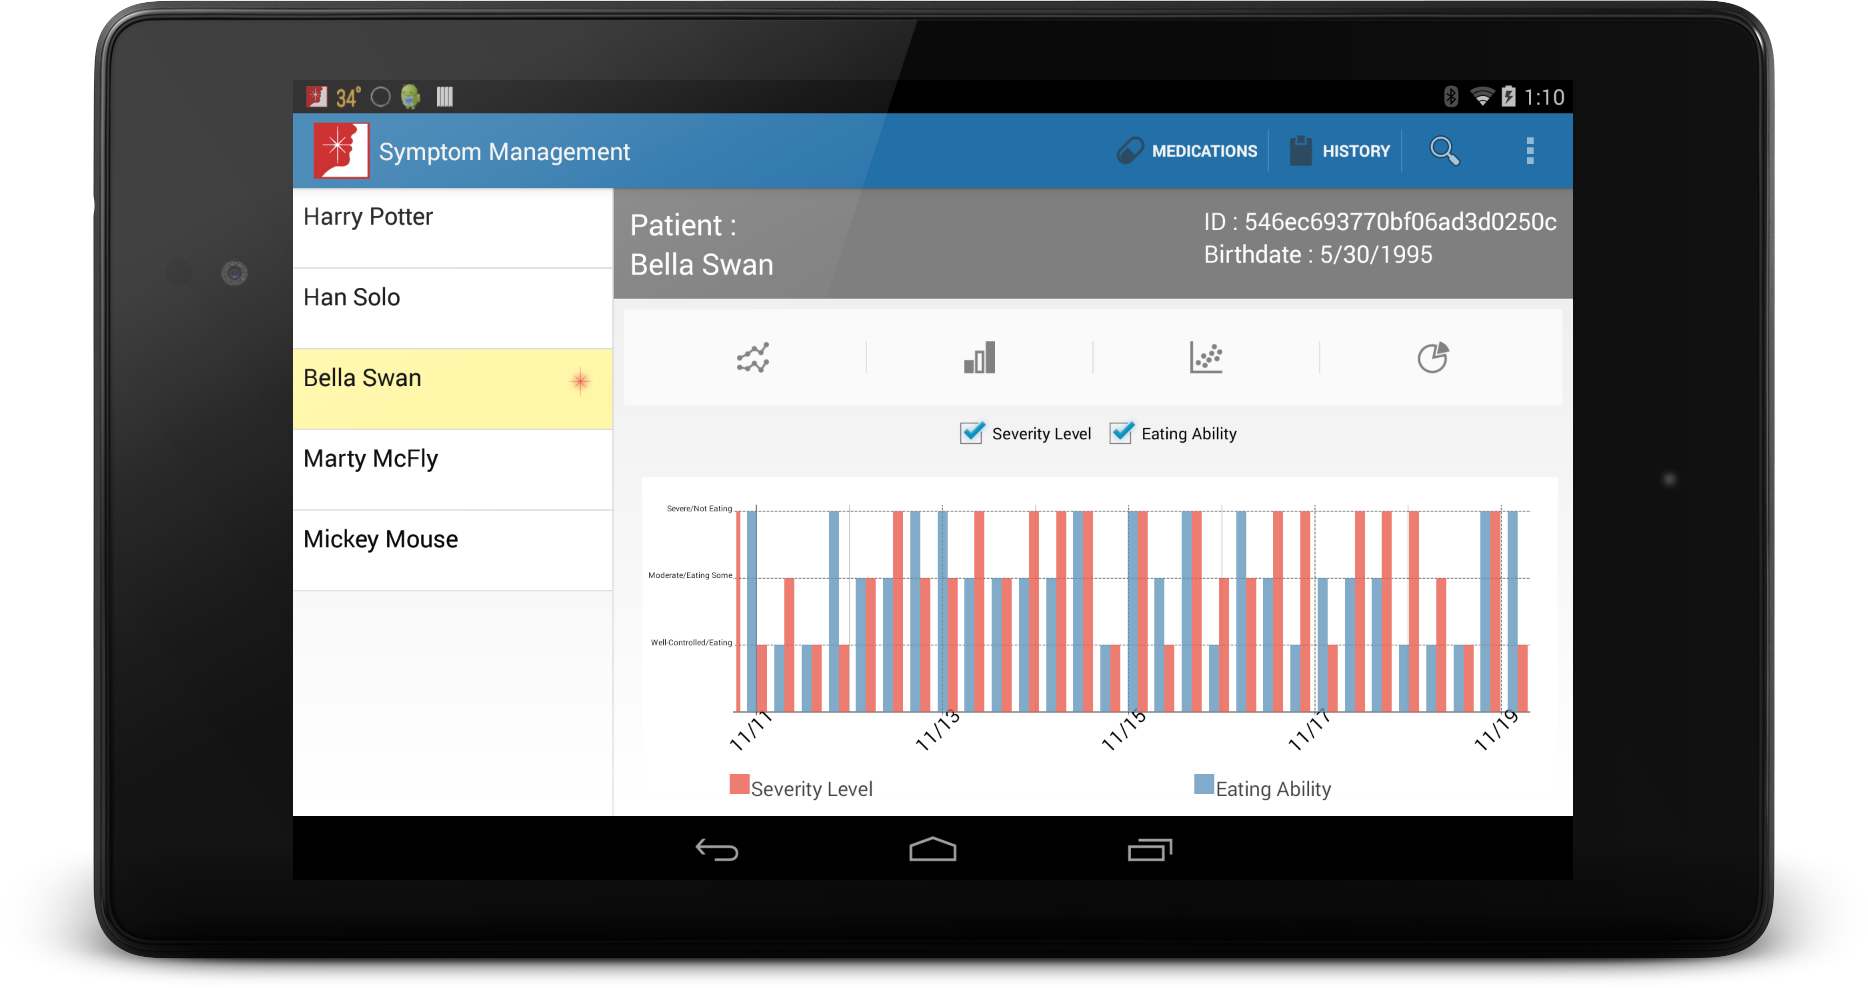 34°
1:10
Symptom Management
MEDICATIONS
HISTORY
Harry Potter
Han Solo
Bella Swan
Marty McFly
Mickey Mouse
Patient :
Bella Swan
ID : 546ec693770bf06ad3d0250c
Birthdate : 5/30/1995
Severity Level
Eating Ability
Severe/Not Eating
Moderate/Eating Some
Well-Controlled/Eating
11/11
11/13
11/15
11/17
11/19
Severity Level
Eating Ability